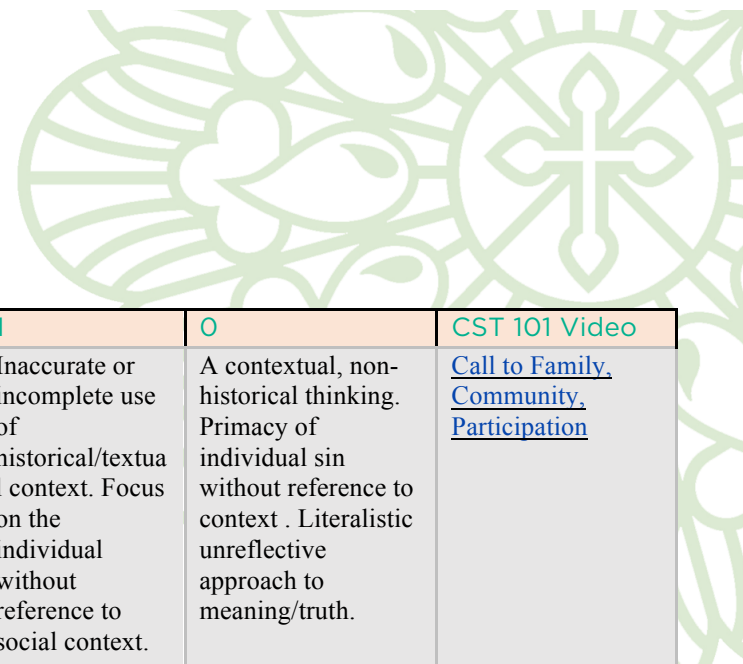 1
0
CST 101 Video
Inaccurate or
incomplete use
of
historical/textua
l context. Focus
on the
individual
without
reference to
social context.
A contextual, non-
historical thinking.
Primacy of
individual sin
without reference to
context . Literalistic
unreflective
approach to
meaning/truth.
Call to Family,
Community,
Participation